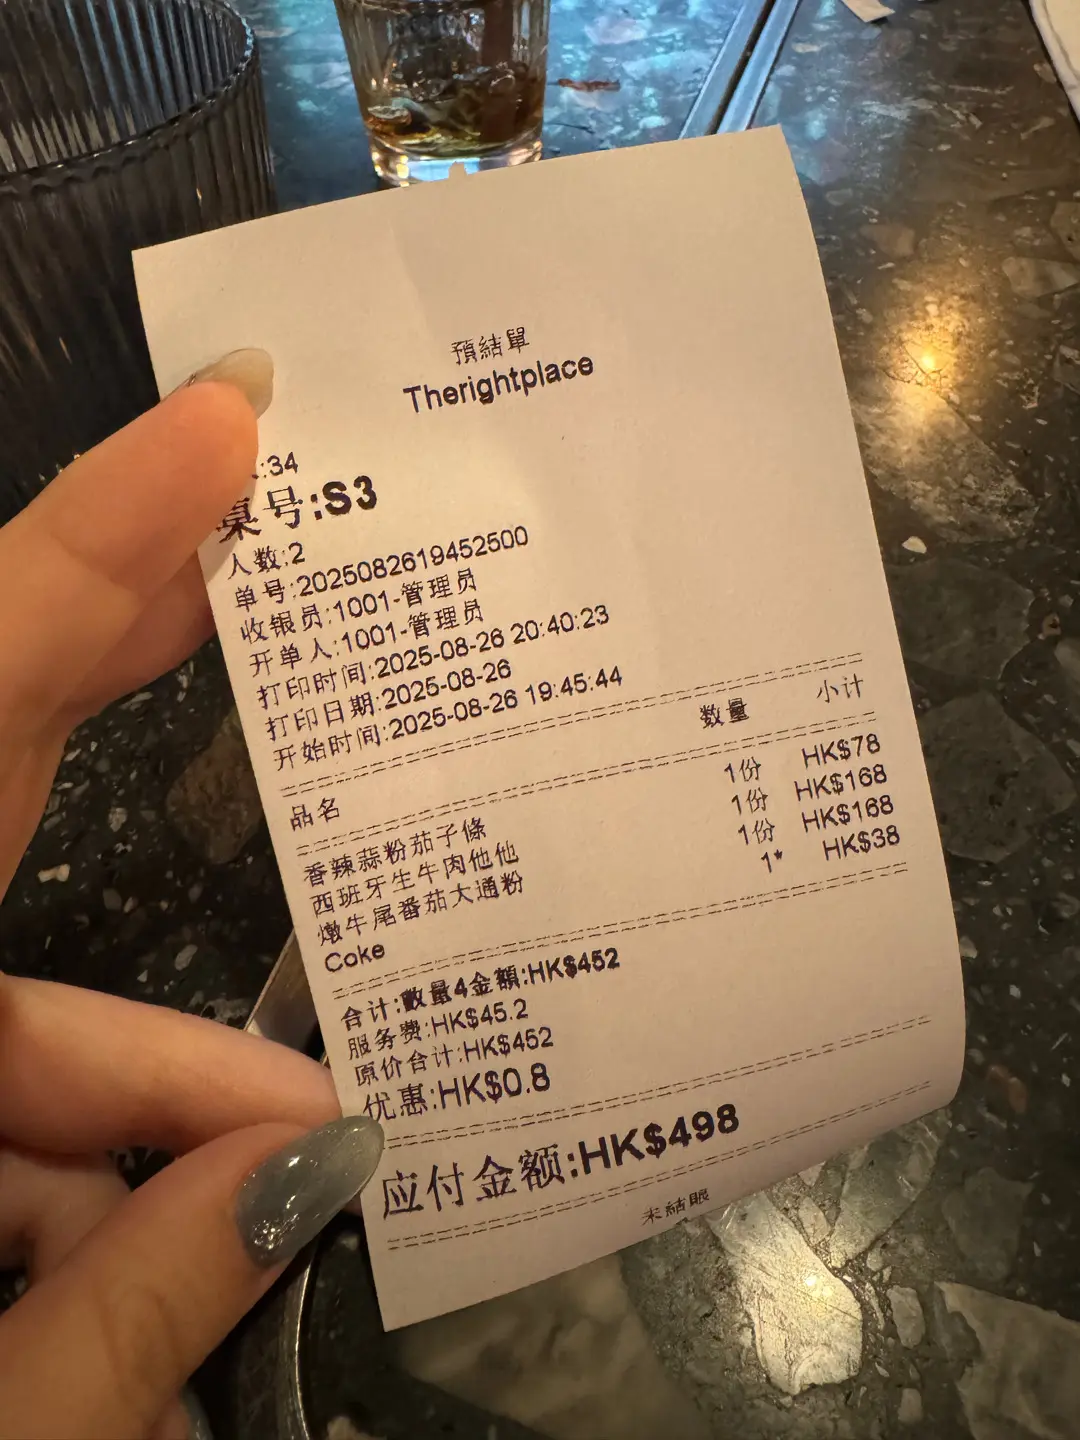 預結單
Therightplace
:34
桌号:S3
人数:2
单号:2025082619452500
收银员:1001-管理员
开单人:1001-管理员
打印时间:2025-08-26 20:40:23
打印日期:2025-08-26
开始时间:2025-08-26 19:45:44
品名 数量 小计
香辣蒜粉茄子條 1份 HK$78
西班牙生牛肉他他 1份 HK$168
燉牛尾番茄大通粉 1份 HK$168
Coke 1* HK$38
合计:數量4金額:HK$452
服务费:HK$45.2
原价合计:HK$452
优惠:HK$0.8
应付金额:HK$498
未結賬